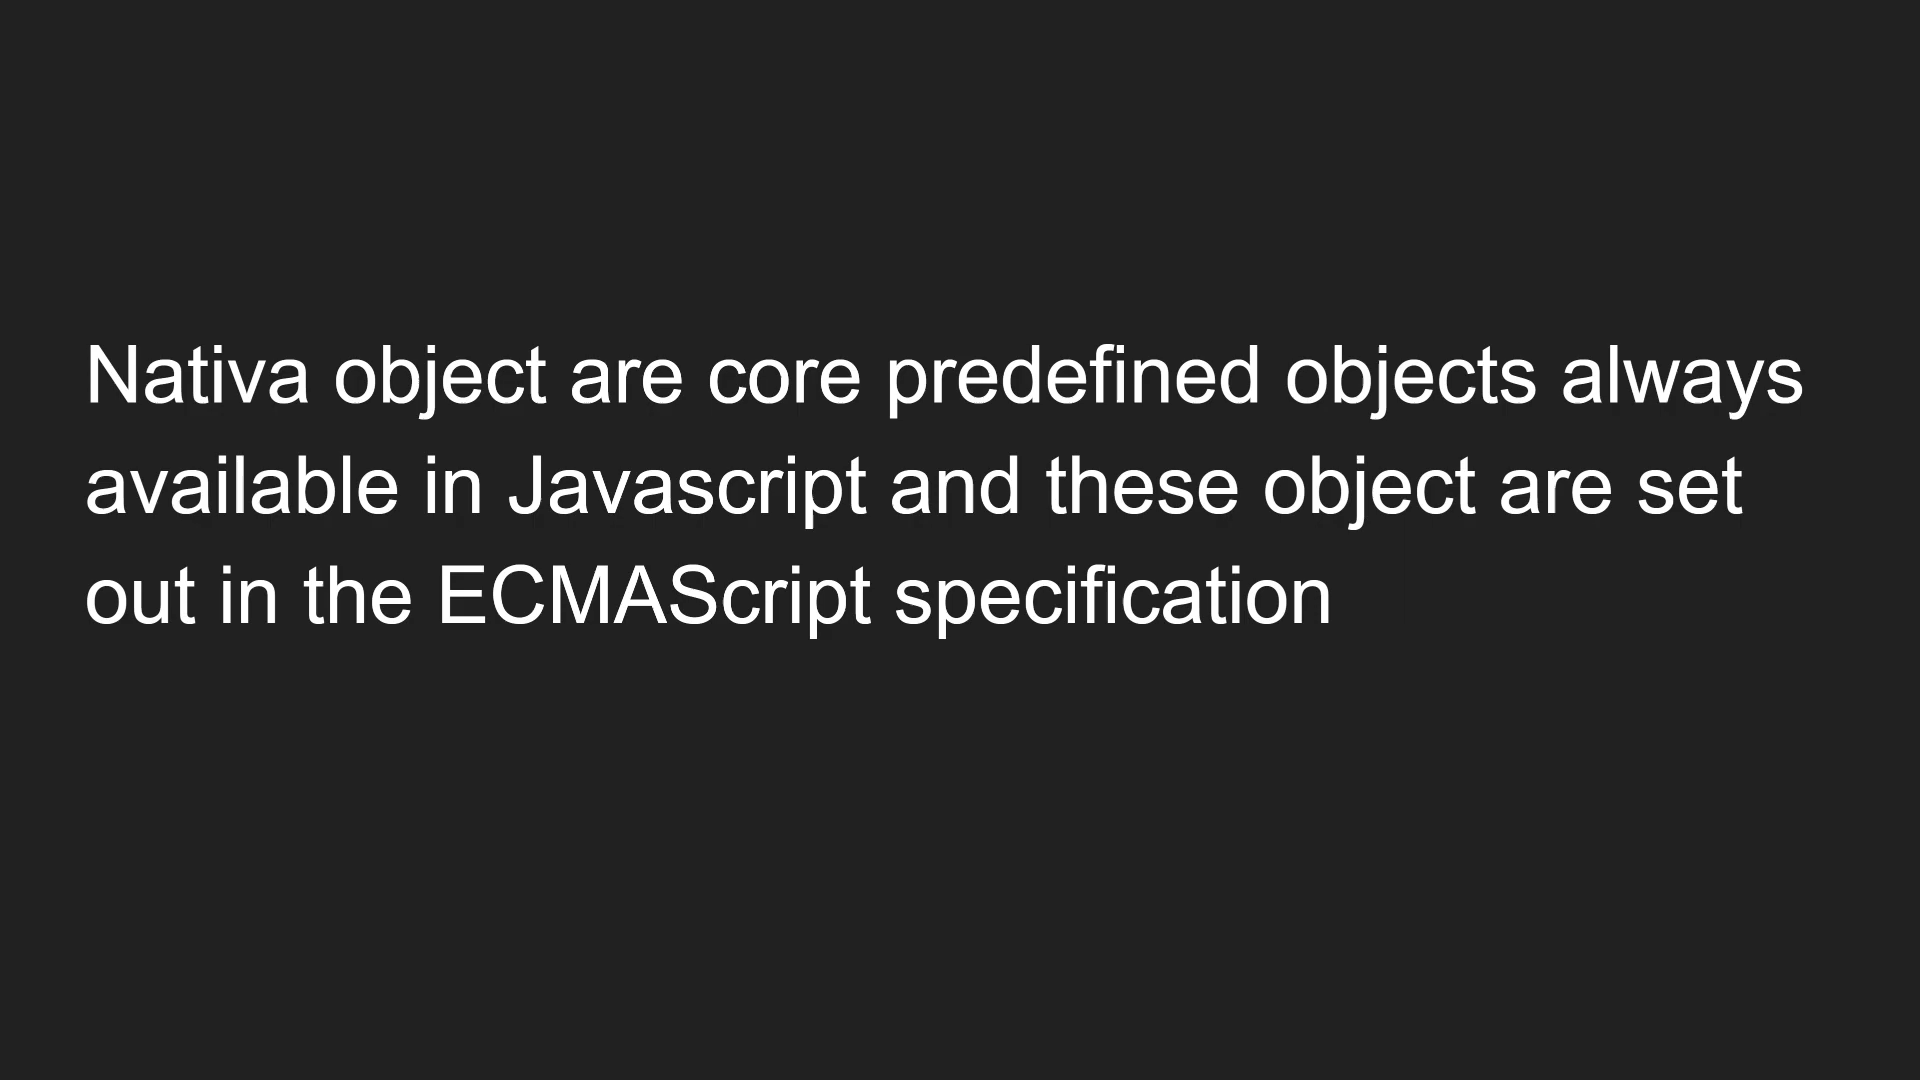 Nativa object are core predefined objects always
available in Javascript and these object are set
out in the ECMAScript specification